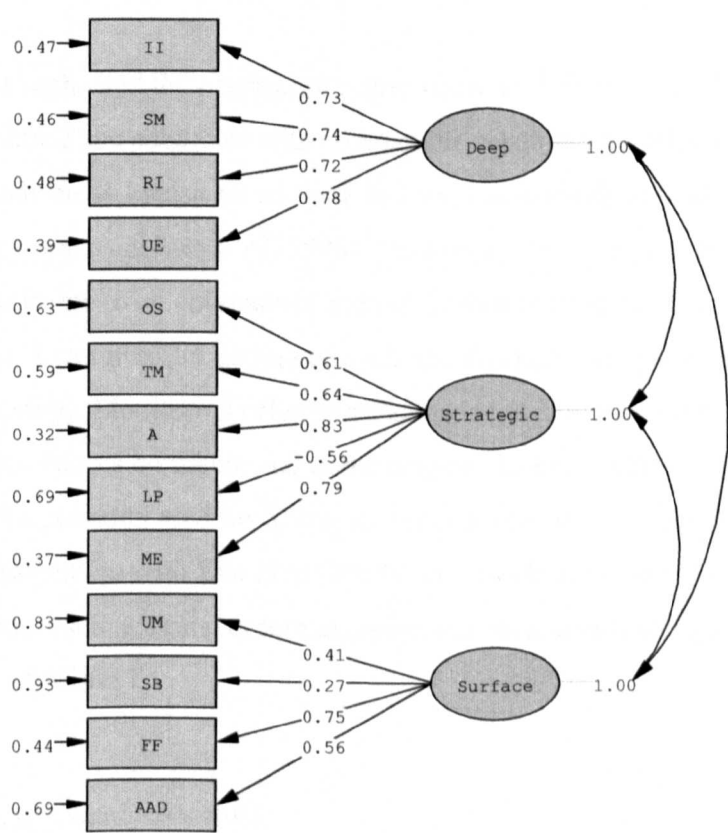 0.47 II
0.73
0.46 SM
0.74
Deep 1.00
0.72
0.48 RI
0.78
0.39 UE
0.63 OS
0.61
0.59 TM
0.64
Strategic 1.00
0.83
0.32 A
-0.56
0.69 LP
0.79
0.37 ME
0.83 UM
0.41
0.93 SB
0.27
Surface 1.00
0.75
0.44 FF
0.56
0.69 AAD